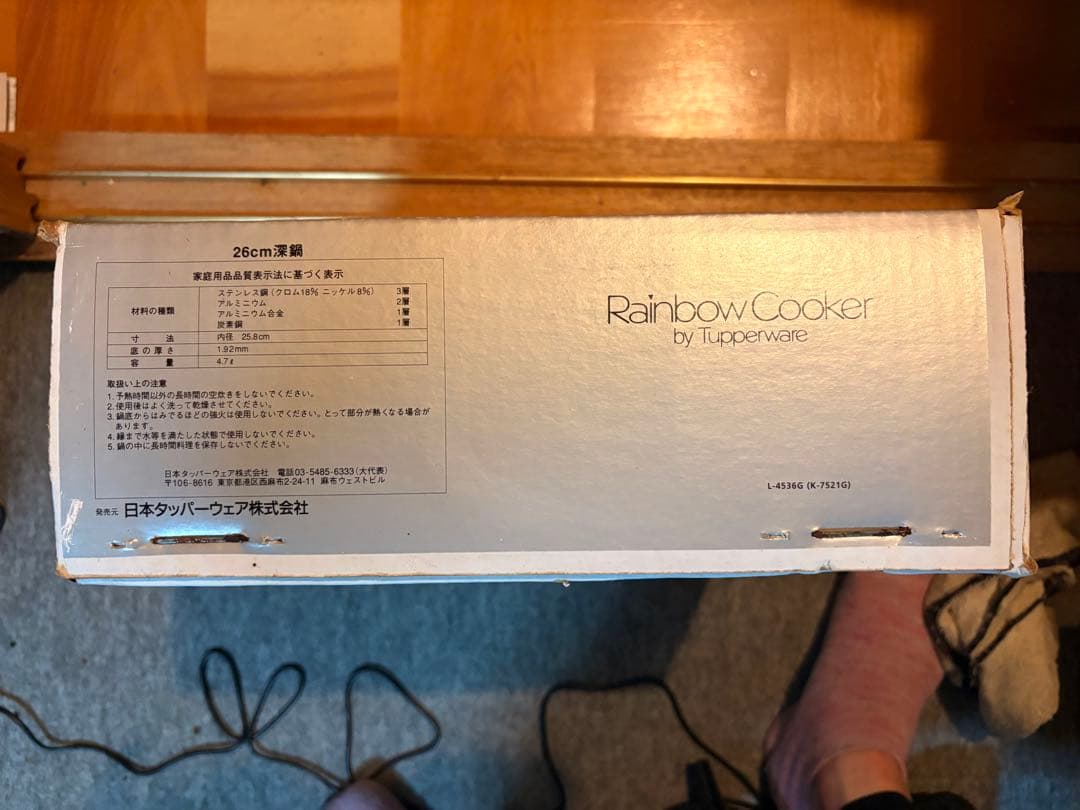 26cm深鍋
家庭用品品質表示法に基づく表示
材料の種類
ステンレス鋼(クロム18% ニッケル8%) 3層
アルミニウム 2層
アルミニウム合金 1層
炭素鋼 1層
寸法 内径 25.8cm
底の厚さ 1.92mm
容量 4.7ℓ
取扱い上の注意
1. 予熱時間以外の長時間の空炊きをしないでください。
2. 使用後はよく洗って乾燥させてください。
3. 鍋底からはみでるほどの強火は使用しないでください。とって部分が熱くなる場合が
あります。
4. 縁まで水等を満たした状態で使用しないでください。
5. 鍋の中に長時間料理を保存しないでください。
日本タッパーウェア株式会社 電話03-5485-6333(大代表)
〒106-8616 東京都港区西麻布2-24-11 麻布ウェストビル
発売元 日本タッパーウェア株式会社
Rainbow Cooker
by Tupperware
L-4536G (K-7521G)